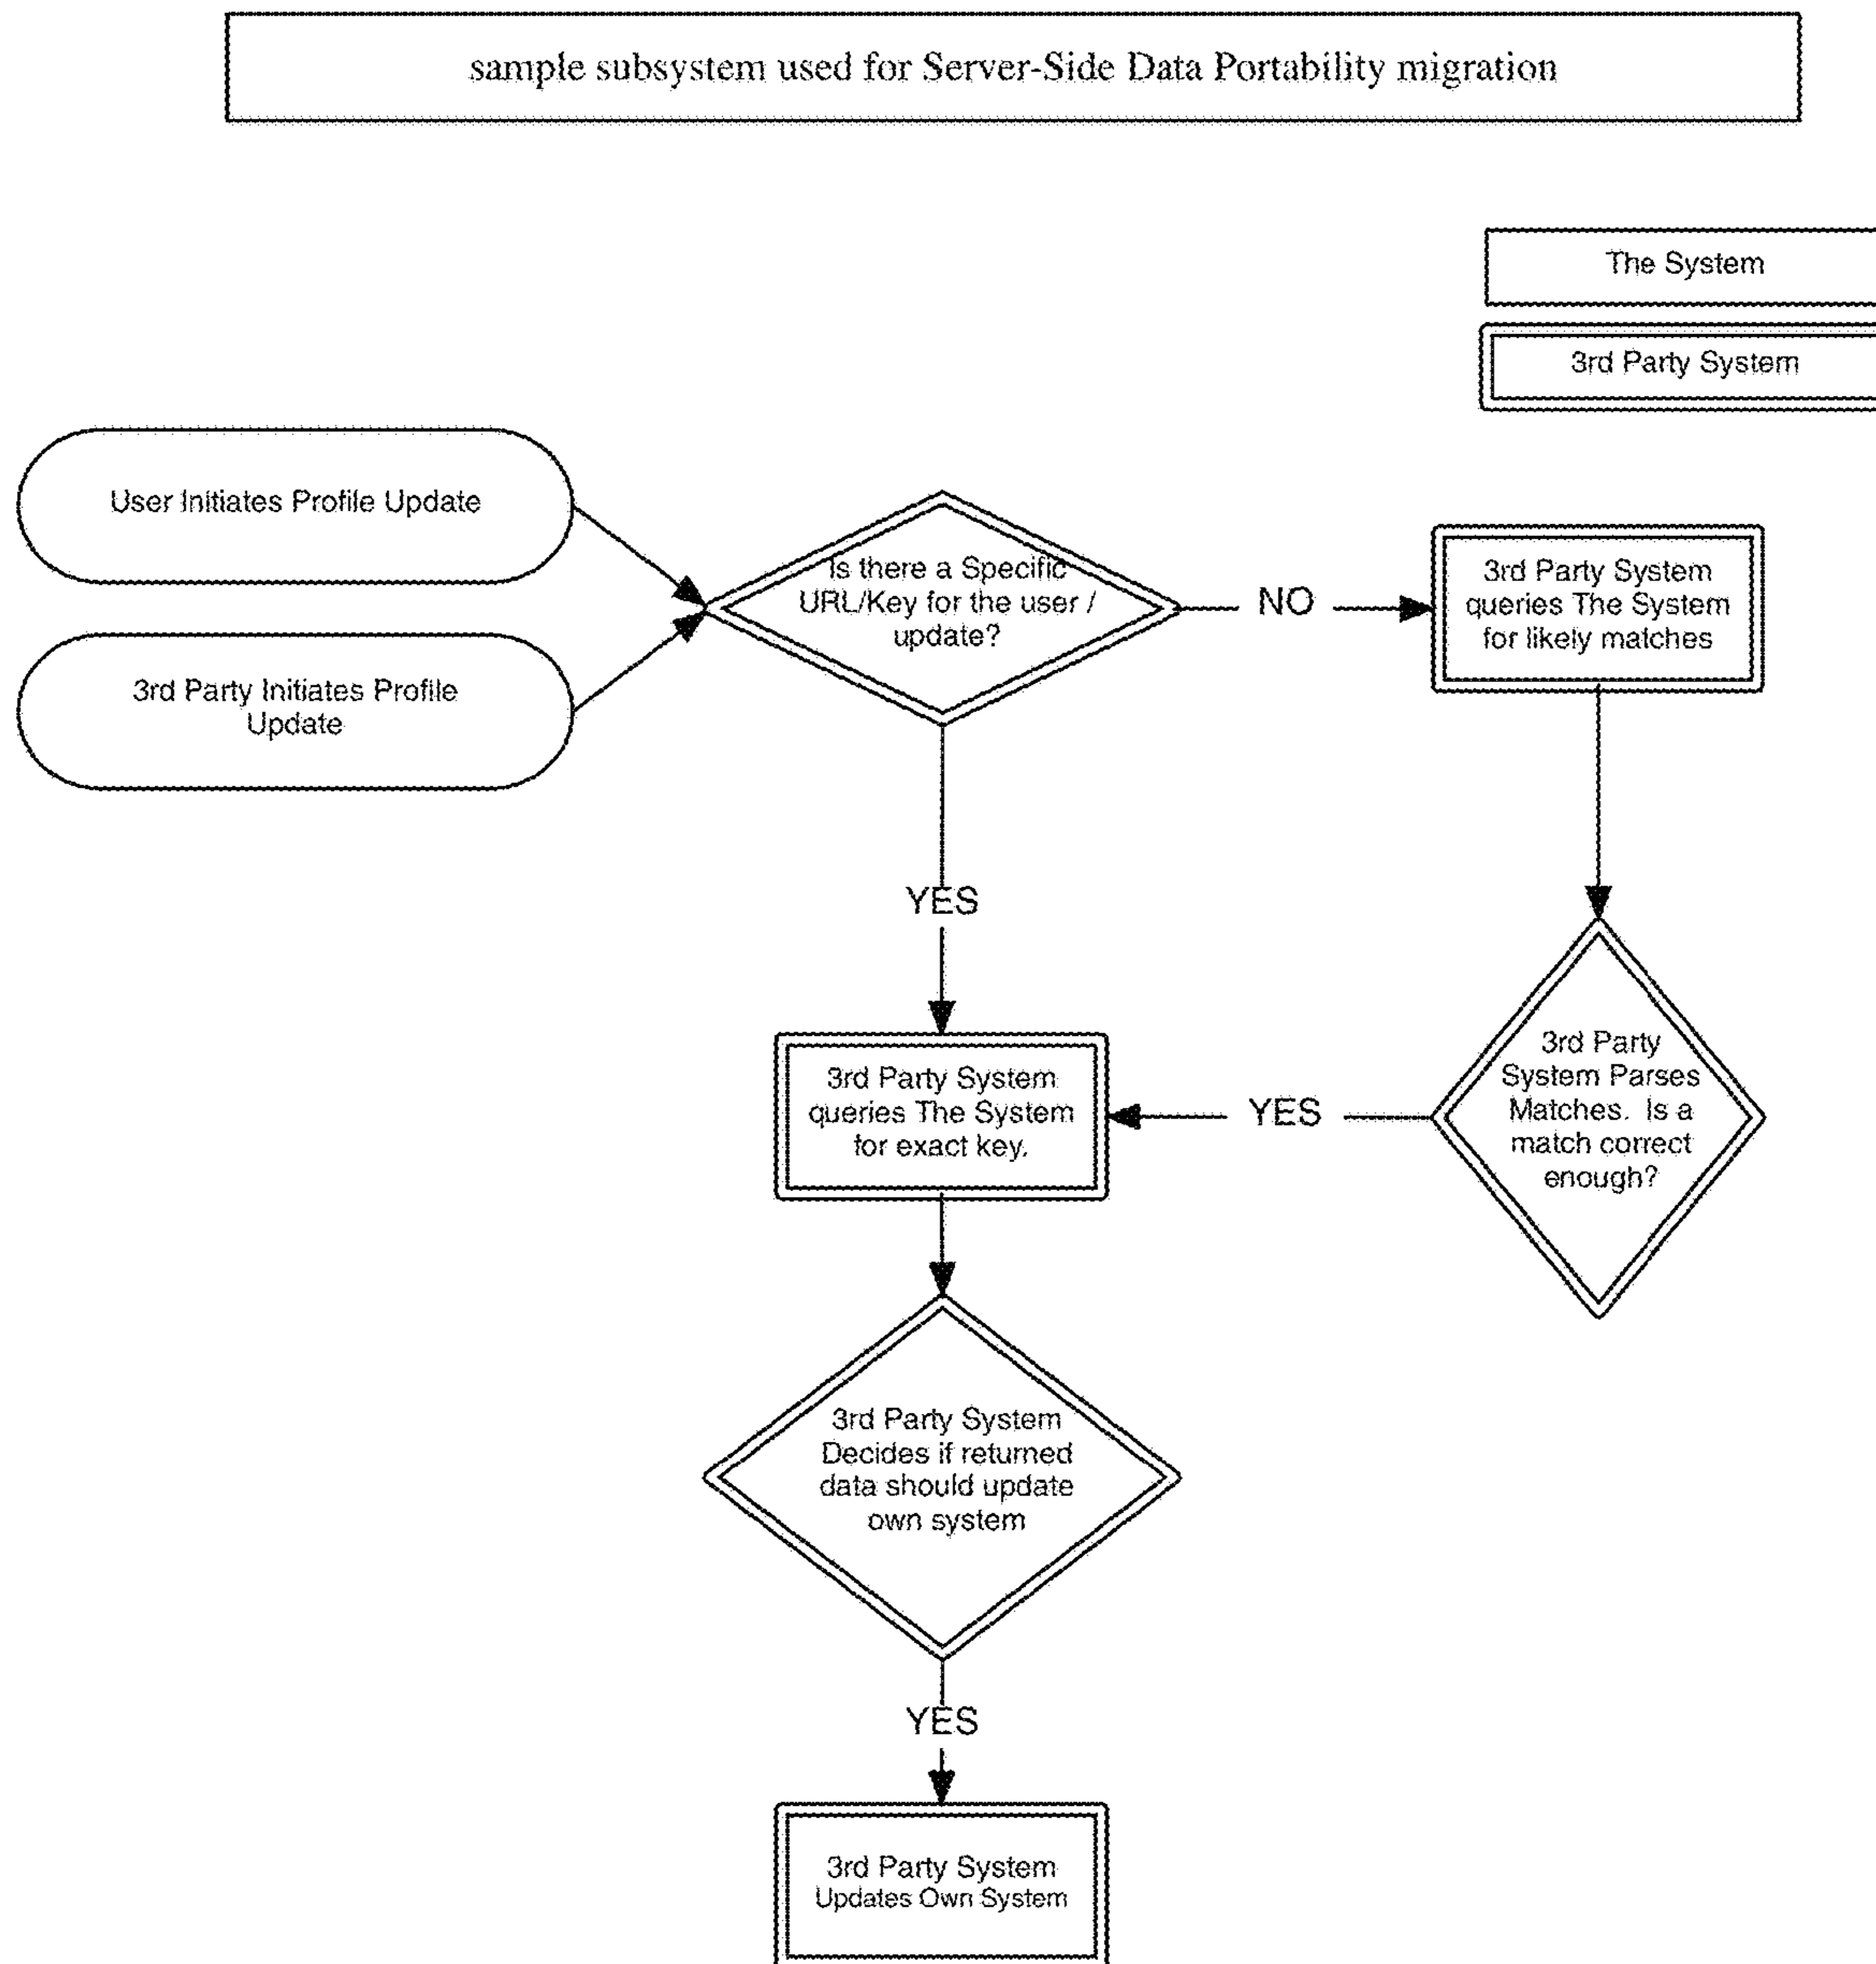 sample subsystem used for Server-Side Data Portability migration
The System
3rd Party System
User Initiates Profile Update
3rd Party Initiates Profile
Update
Is there a Specific
URL/Key for the user /
update?
NO
3rd Party System
queries The System
for likely matches
YES
3rd Party
System Parses
Matches. Is a
match correct
enough?
YES
3rd Party System
queries The System
for exact key.
3rd Party System
Decides if returned
data should update
own system
YES
3rd Party System
Updates Own System